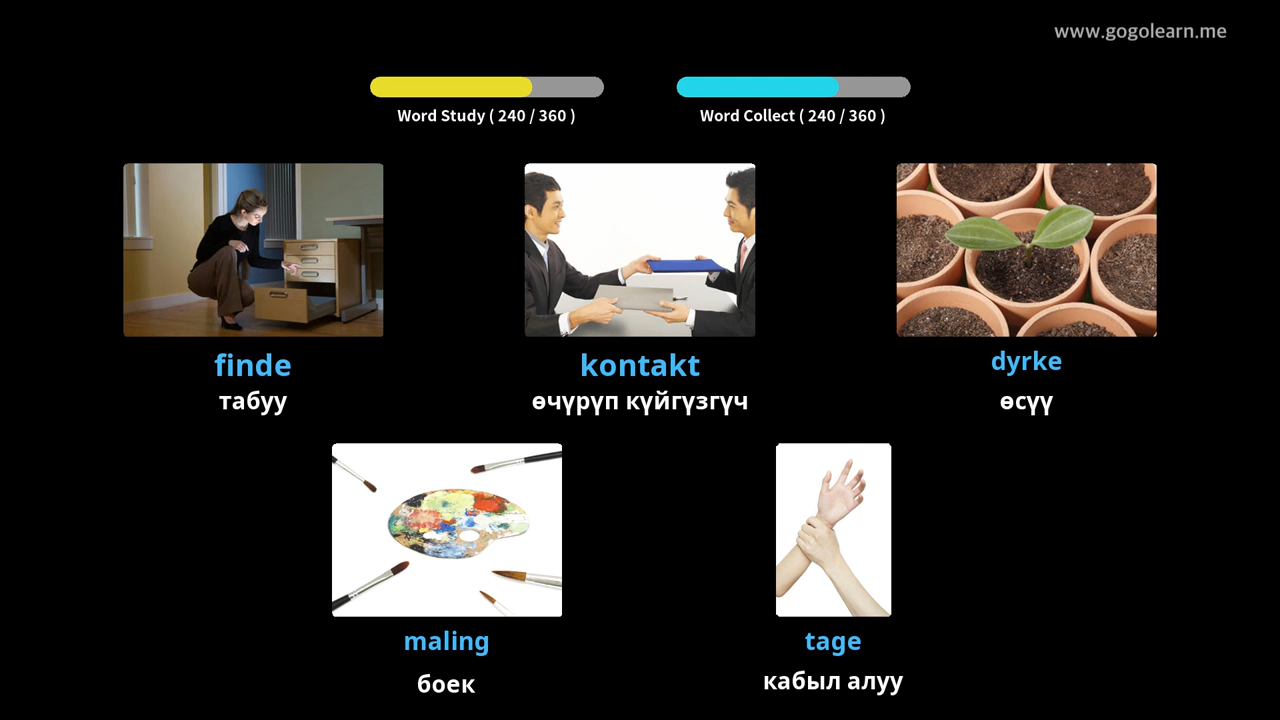 www.gogolearn.me
Word Study ( 240 / 360 )
Word Collect ( 240 / 360 )
finde
табуу
kontakt
өчүрүп күйгүзгүч
dyrke
өсүү
maling
боек
tage
кабыл алуу